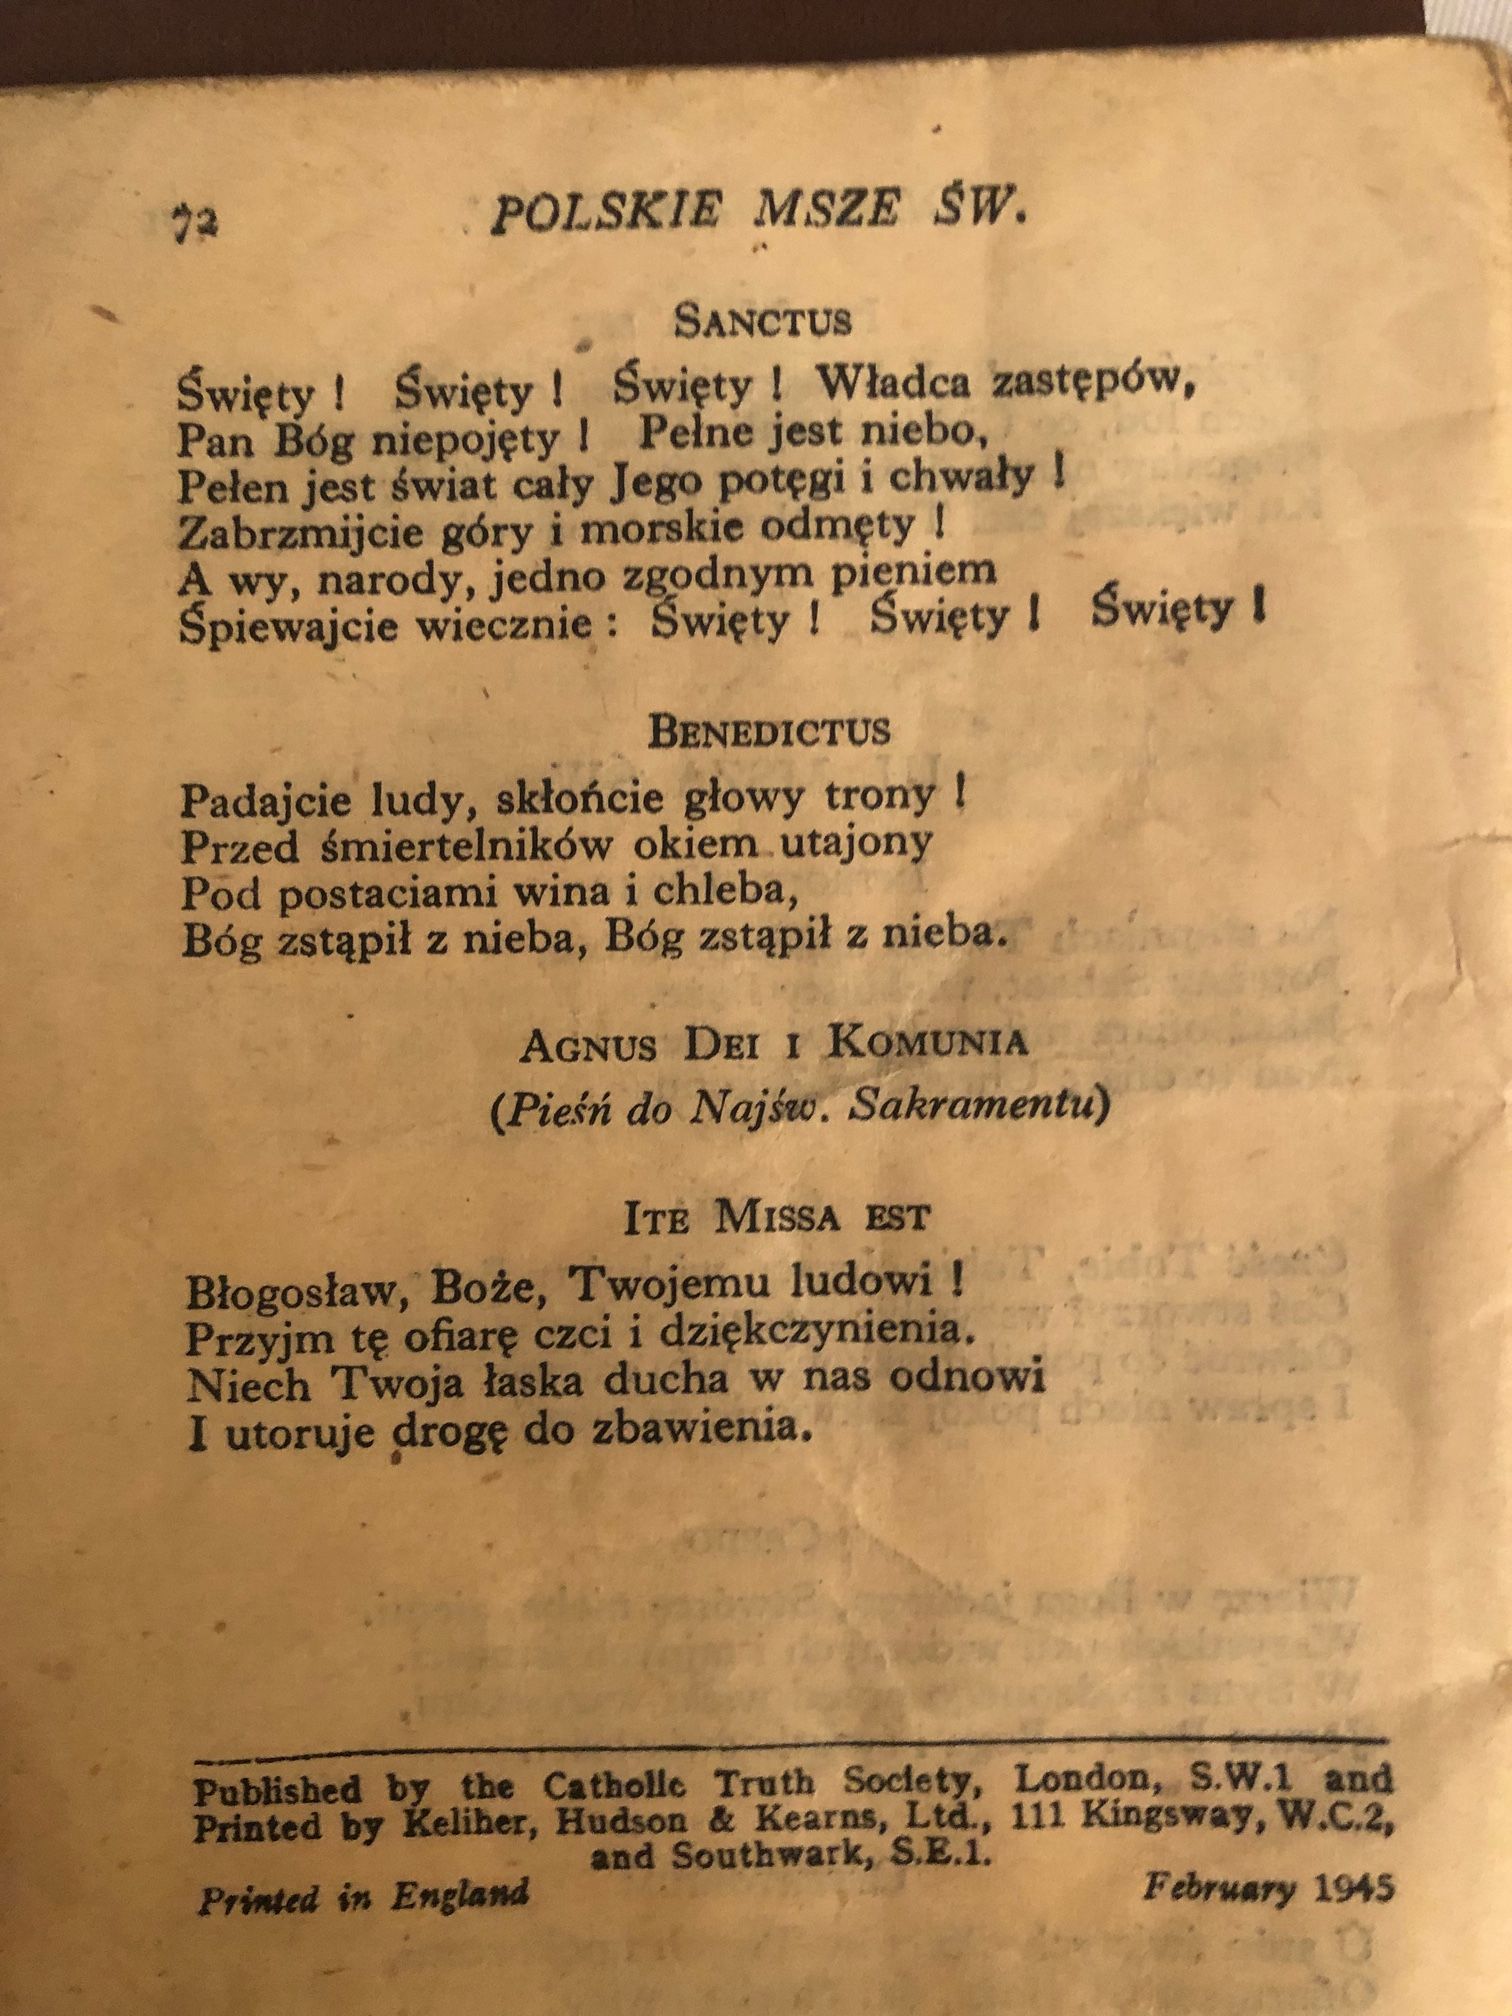 72 POLSKIE MSZE ŚW.
SANCTUS
Święty ! Święty ! Święty ! Władca zastępów,
Pan Bóg niepojęty ! Pełne jest niebo,
Pełen jest świat cały Jego potęgi i chwały !
Zabrzmijcie góry i morskie odmęty !
A wy, narody, jedno zgodnym pieniem
Śpiewajcie wiecznie : Święty ! Święty ! Święty !
BENEDICTUS
Padajcie ludy, skłońcie głowy trony !
Przed śmiertelników okiem utajony
Pod postaciami wina i chleba,
Bóg zstąpił z nieba, Bóg zstąpił z nieba.
AGNUS DEI I KOMUNIA
(Pieśń do Najśw. Sakramentu)
ITE MISSA EST
Błogosław, Boże, Twojemu ludowi !
Przyjm tę ofiarę czci i dziękczynienia.
Niech Twoja łaska ducha w nas odnowi
I utoruje drogę do zbawienia.
Published by the Catholic Truth Society, London, S.W.1 and
Printed by Keliher, Hudson & Kearns, Ltd., 111 Kingsway, W.C.2,
and Southwark, S.E.1.
Printed in England February 1945